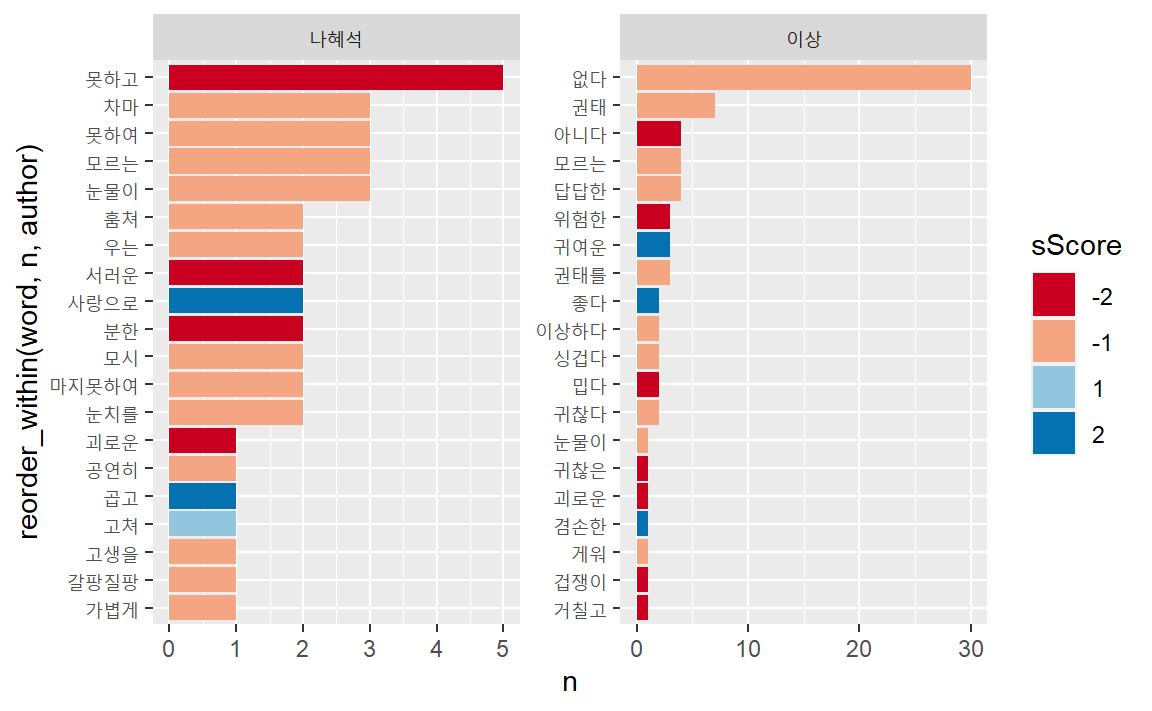 나혜석
이상
reorder_within(word, n, author)
못하고
차마
못하여
모르는
눈물이
훔쳐
우는
서러운
사랑으로
분한
모시
마지못하여
눈치를
괴로운
공연히
곱고
고쳐
고생을
갈팡질팡
가볍게
없다
권태
아니다
모르는
답답한
위험한
귀여운
권태를
좋다
이상하다
싱겁다
밉다
귀찮다
눈물이
귀찮은
괴로운
겸손한
게워
겁쟁이
거칠고
0 1 2 3 4 5
0 10 20 30
n
sScore
-2
-1
1
2